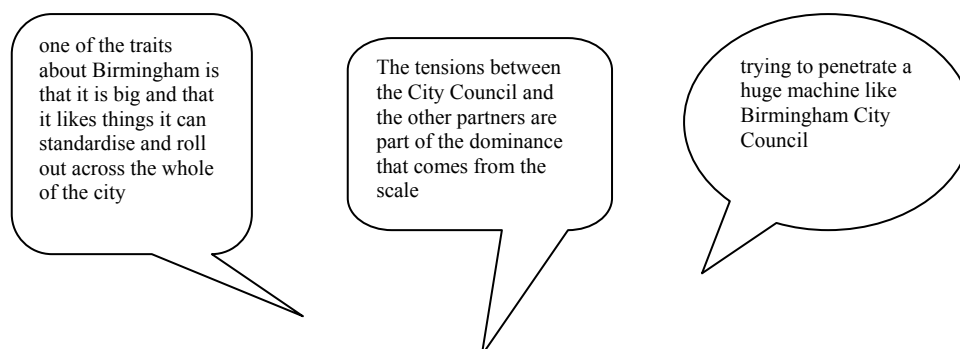 one of the traits
about Birmingham is
that it is big and that
it likes things it can
standardise and roll
out across the whole
of the city
The tensions between
the City Council and
the other partners are
part of the dominance
that comes from the
scale
trying to penetrate a
huge machine like
Birmingham City
Council